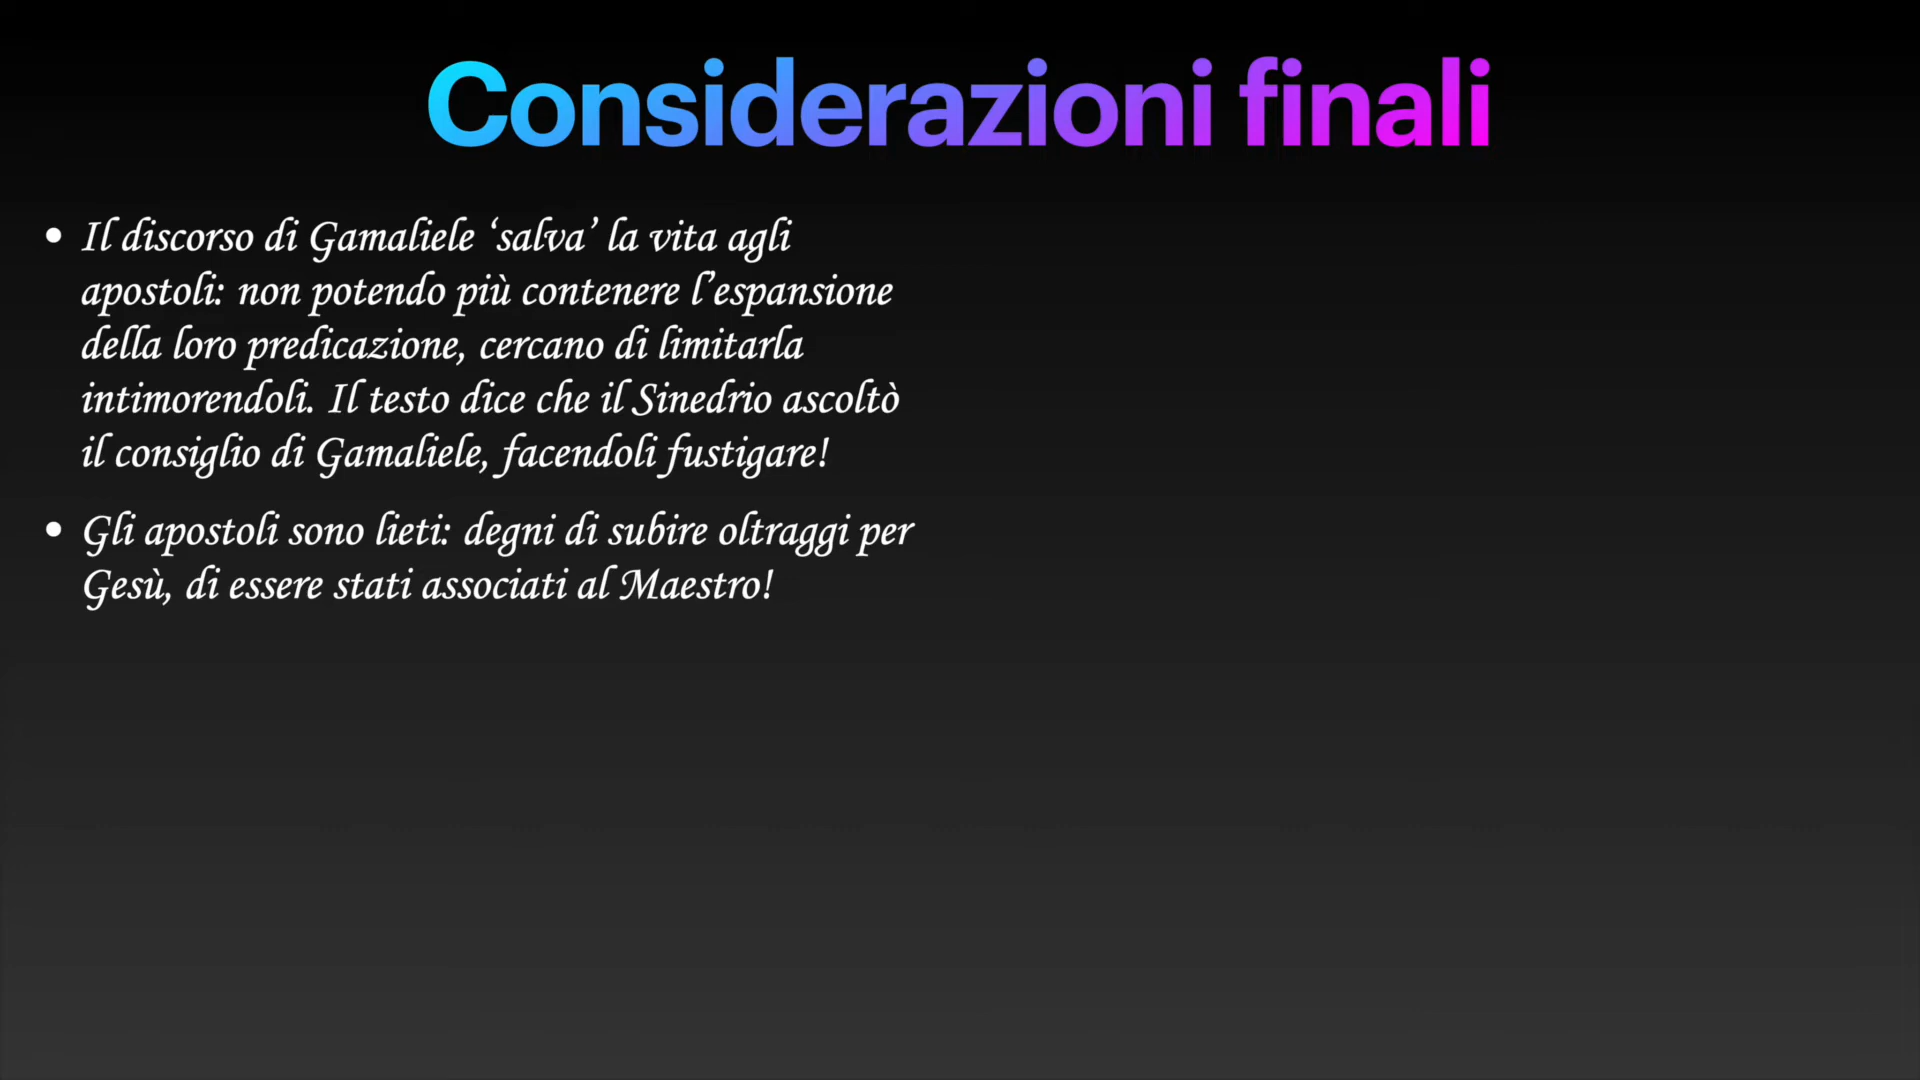 Considerazioni finali
• Il discorso di Gamaliele ‘salva’ la vita agli
apostoli: non potendo più contenere l’espansione
della loro predicazione, cercano di limitarla
intimorendoli. Il testo dice che il Sinedrio ascoltò
il consiglio di Gamaliele, facendoli fustigare!
• Gli apostoli sono lieti: degni di subire oltraggi per
Gesù, di essere stati associati al Maestro!